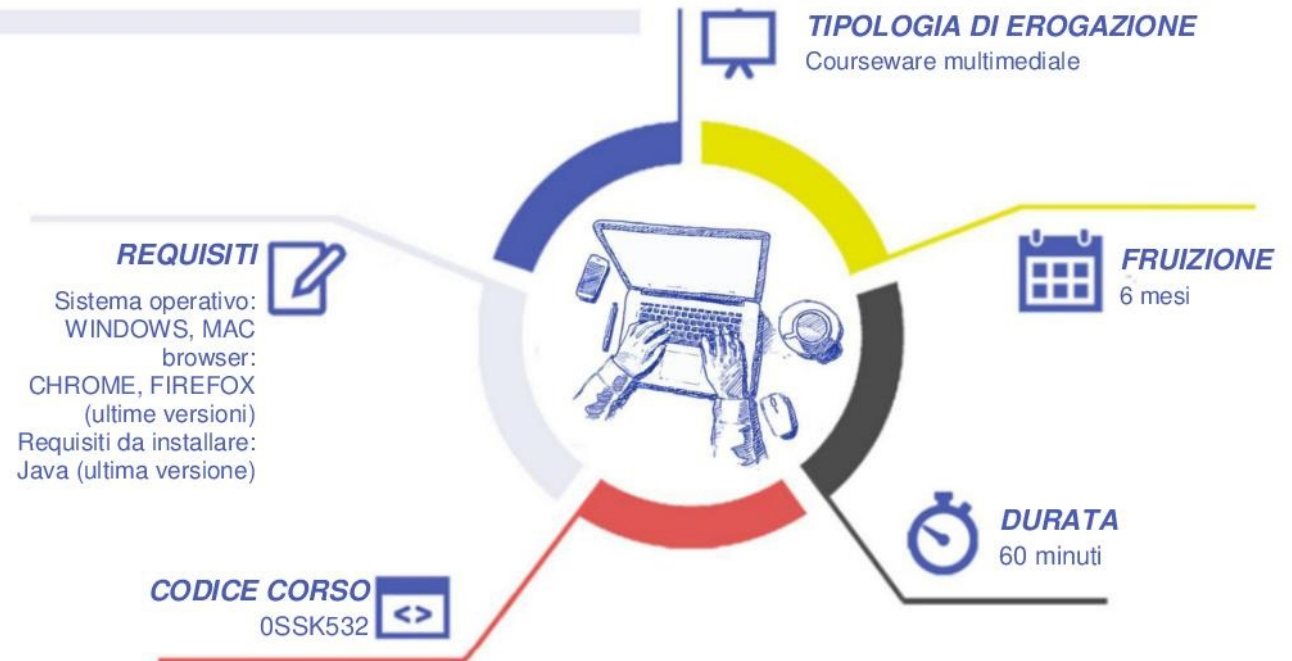 TIPOLOGIA DI EROGAZIONE
Courseware multimediale
REQUISITI
Sistema operativo:
WINDOWS, MAC
browser:
CHROME, FIREFOX
(ultime versioni)
Requisiti da installare:
Java (ultima versione)
FRUIZIONE
6 mesi
DURATA
60 minuti
CODICE CORSO
0SSK532
<>